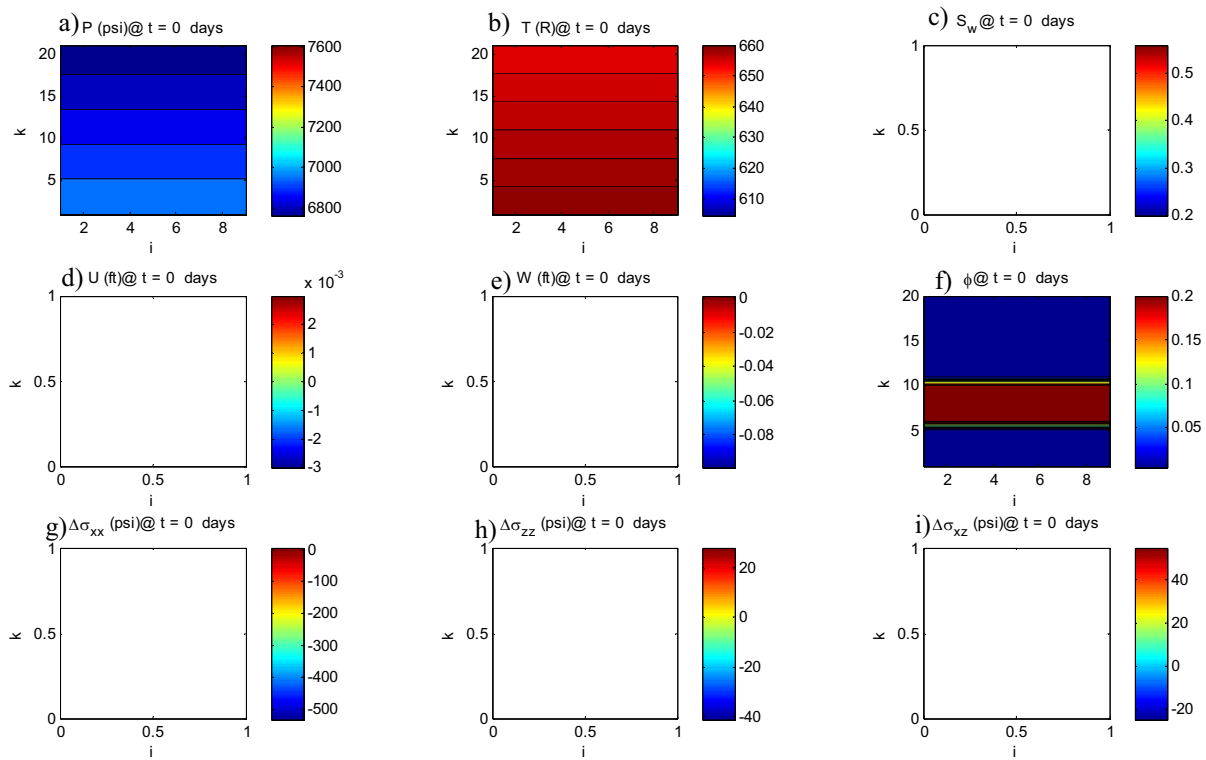 a) P (psi)@ t = 0 days
b) T (R)@ t = 0 days
c) S_w@ t = 0 days
20
15
10
5
k
2 4 6 8
i
7600
7400
7200
7000
6800
20
15
10
5
k
2 4 6 8
i
660
650
640
630
620
610
1
0.5
0
k
0 0.5 1
i
0.5
0.4
0.3
0.2
d) U (ft)@ t = 0 days
x 10^-3
e) W (ft)@ t = 0 days
f) ϕ@ t = 0 days
1
0.5
0
k
0 0.5 1
i
2
1
0
-1
-2
-3
1
0.5
0
k
0 0.5 1
i
0
-0.02
-0.04
-0.06
-0.08
20
15
10
5
k
2 4 6 8
i
0.2
0.15
0.1
0.05
g) Δσ_xx (psi)@ t = 0 days
h) Δσ_zz (psi)@ t = 0 days
i) Δσ_xz (psi)@ t = 0 days
1
0.5
0
k
0 0.5 1
i
0
-100
-200
-300
-400
-500
1
0.5
0
k
0 0.5 1
i
20
0
-20
-40
1
0.5
0
k
0 0.5 1
i
40
20
0
-20